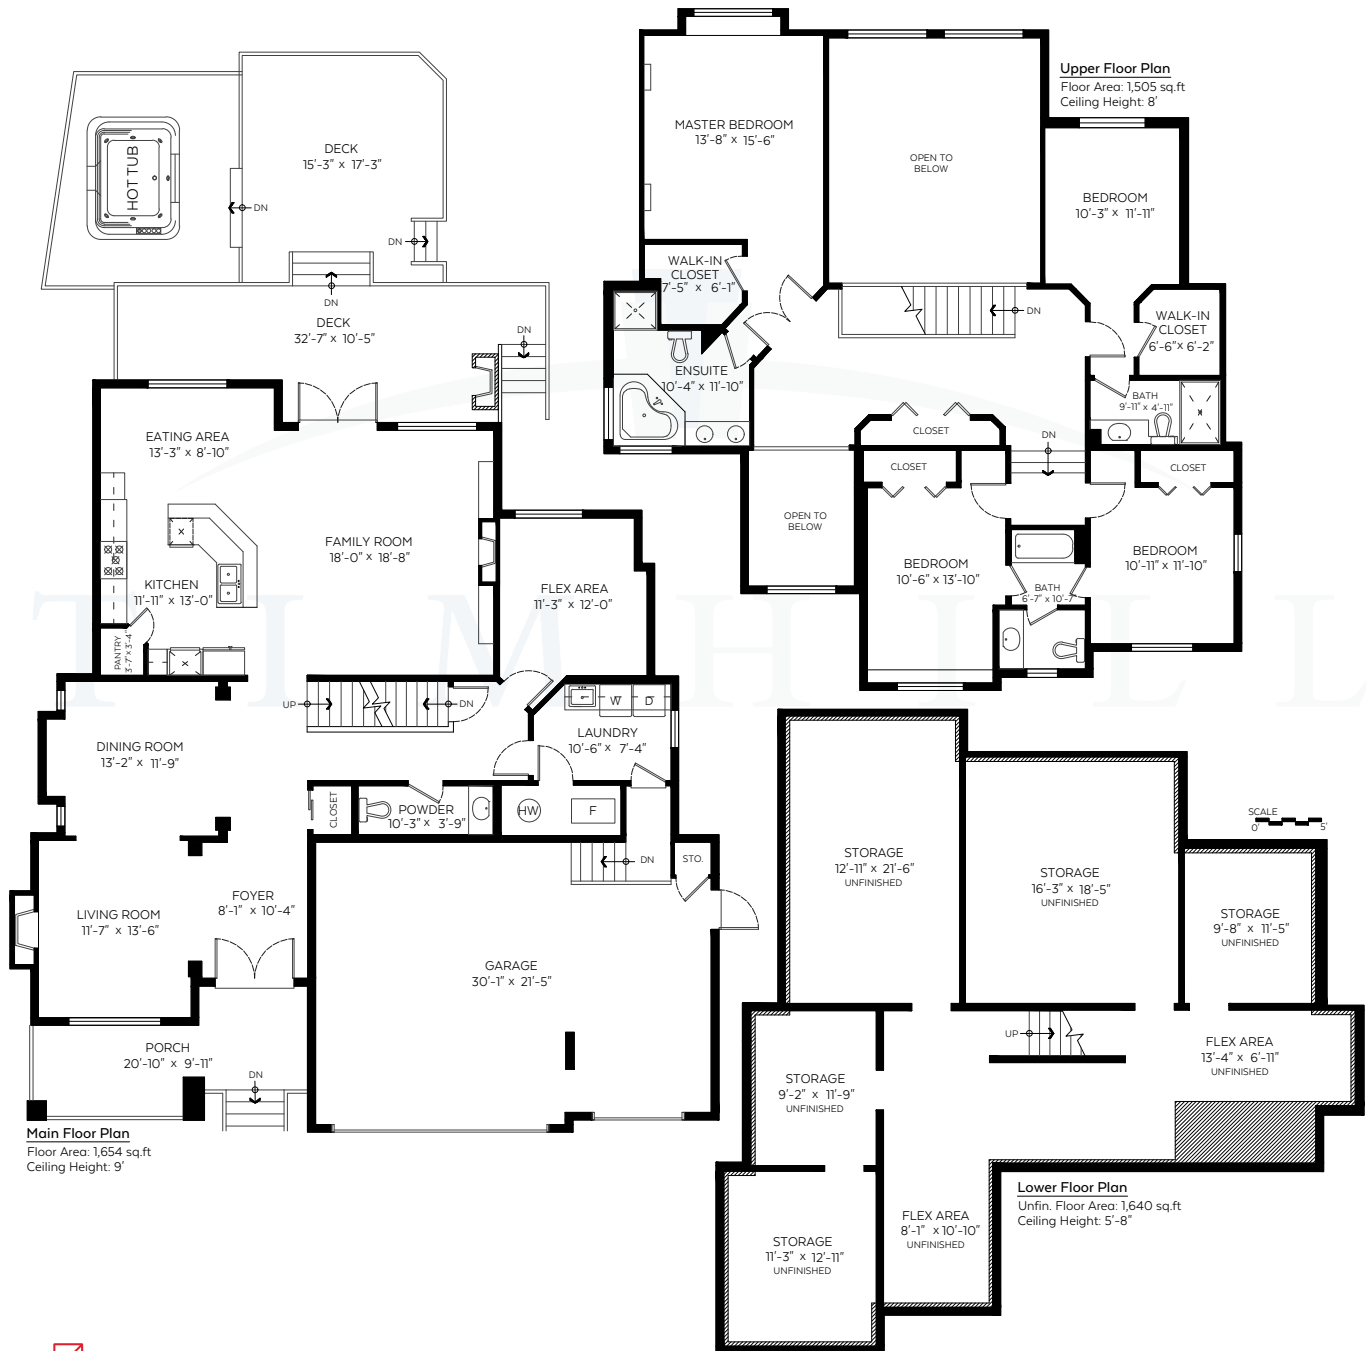 Upper Floor Plan
Floor Area: 1,505 sq.ft
Ceiling Height: 8'
MASTER BEDROOM
13'-8" x 15'-6"
OPEN TO
BELOW
BEDROOM
10'-3" x 11'-11"
WALK-IN
CLOSET
7'-5" x 6'-1"
DN
WALK-IN
CLOSET
6'-6" x 6'-2"
ENSUITE
10'-4" x 11'-10"
BATH
9'-11" x 4'-11"
CLOSET
DN
CLOSET
CLOSET
OPEN TO
BELOW
BEDROOM
10'-6" x 13'-10"
BEDROOM
10'-11" x 11'-10"
BATH
6'-7" x 10'-7"
DECK
15'-3" x 17'-3"
HOT TUB
DN
DN
DN
DECK
32'-7" x 10'-5"
DN
EATING AREA
13'-3" x 8'-10"
FAMILY ROOM
18'-0" x 18'-8"
KITCHEN
11'-11" x 13'-0"
FLEX AREA
11'-3" x 12'-0"
PANTRY
3'-7" x 3'-4"
UP
DN
W
D
LAUNDRY
10'-6" x 7'-4"
DINING ROOM
13'-2" x 11'-9"
CLOSET
POWDER
10'-3" x 3'-9"
HW
F
DN
STO.
FOYER
8'-1" x 10'-4"
LIVING ROOM
11'-7" x 13'-6"
GARAGE
30'-1" x 21'-5"
PORCH
20'-10" x 9'-11"
DN
Main Floor Plan
Floor Area: 1,654 sq.ft
Ceiling Height: 9'
SCALE
0' 5'
STORAGE
12'-11" x 21'-6"
UNFINISHED
STORAGE
16'-3" x 18'-5"
UNFINISHED
STORAGE
9'-8" x 11'-5"
UNFINISHED
UP
FLEX AREA
13'-4" x 6'-11"
UNFINISHED
STORAGE
9'-2" x 11'-9"
UNFINISHED
FLEX AREA
8'-1" x 10'-10"
UNFINISHED
STORAGE
11'-3" x 12'-11"
UNFINISHED
Lower Floor Plan
Unfin. Floor Area: 1,640 sq.ft
Ceiling Height: 5'-8"
TIM HILL